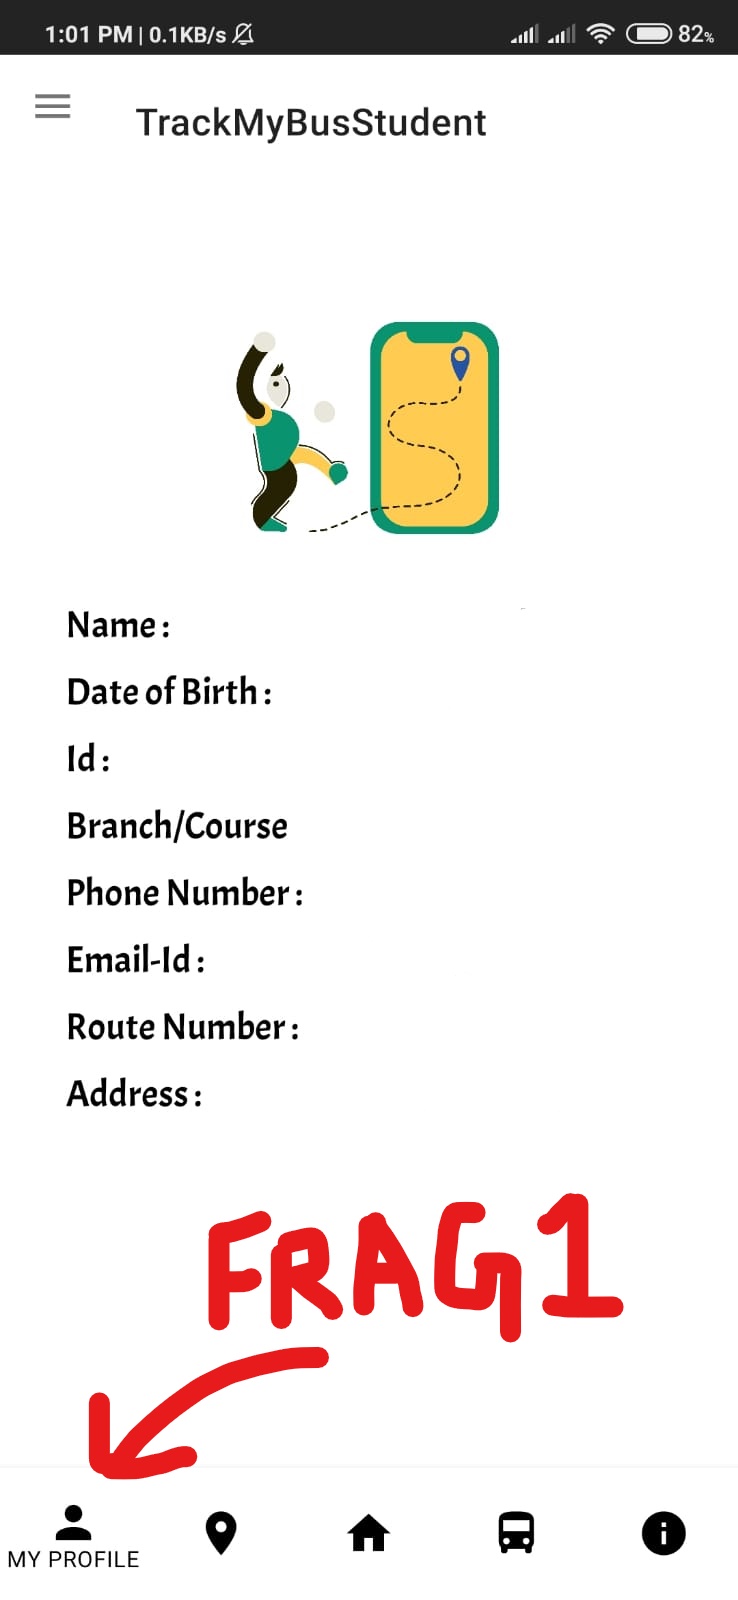 1:01 PM | 0.1KB/s
82%
TrackMyBusStudent
Name :
Date of Birth :
Id :
Branch/Course
Phone Number :
Email-Id :
Route Number :
Address :
FRAG1
MY PROFILE